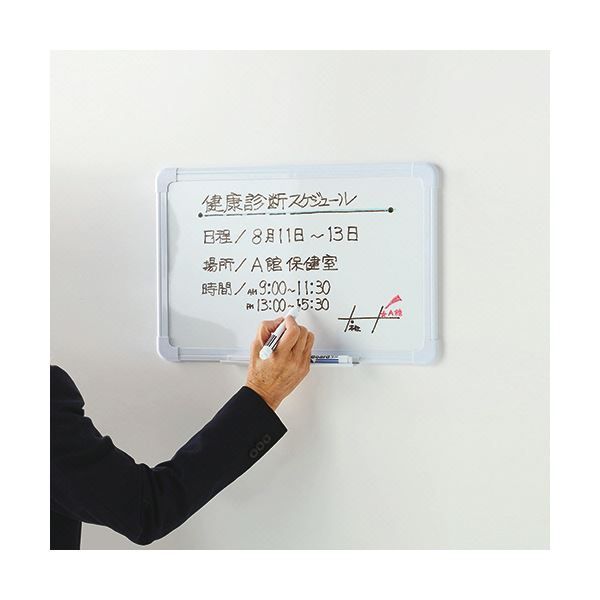 健康診断スケジュール
日程/8月11日～13日
場所/A館 保健室
時間/AM 9:00～11:30
PM 13:00～15:30
A館
board